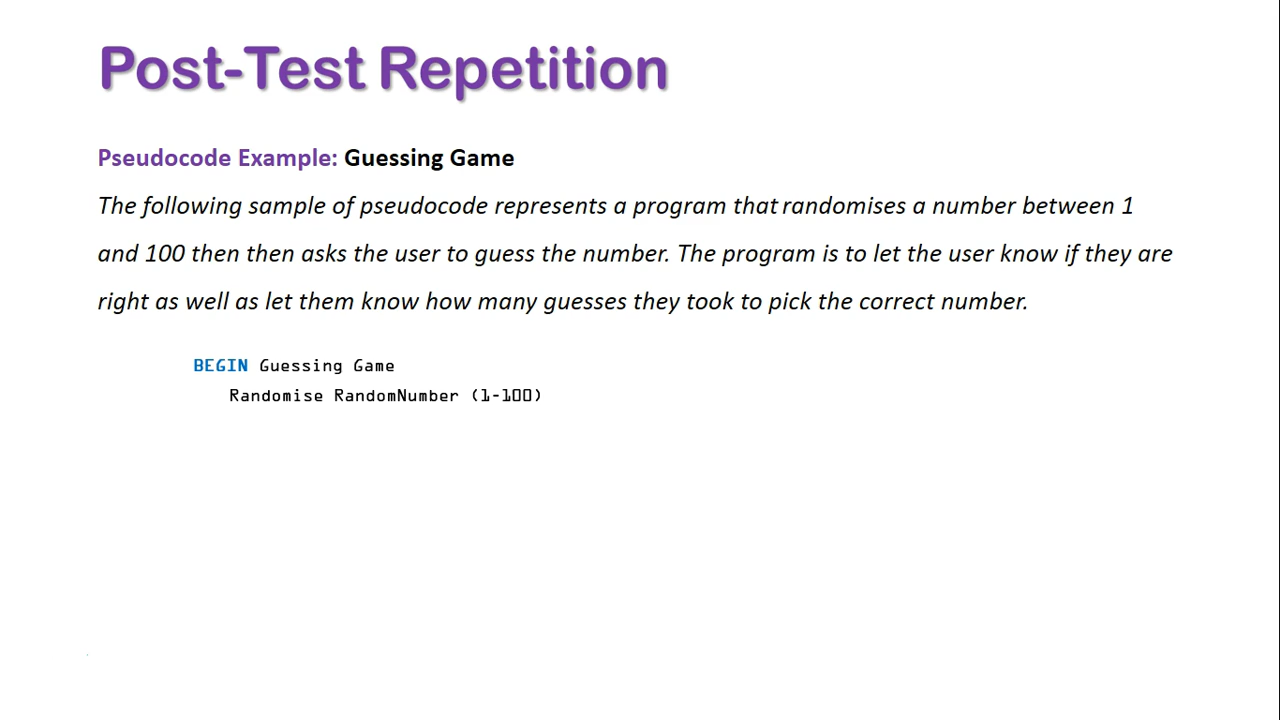 Post-Test Repetition
Pseudocode Example: Guessing Game
The following sample of pseudocode represents a program that randomises a number between 1
and 100 then then asks the user to guess the number. The program is to let the user know if they are
right as well as let them know how many guesses they took to pick the correct number.
BEGIN Guessing Game
Randomise RandomNumber (1-100)